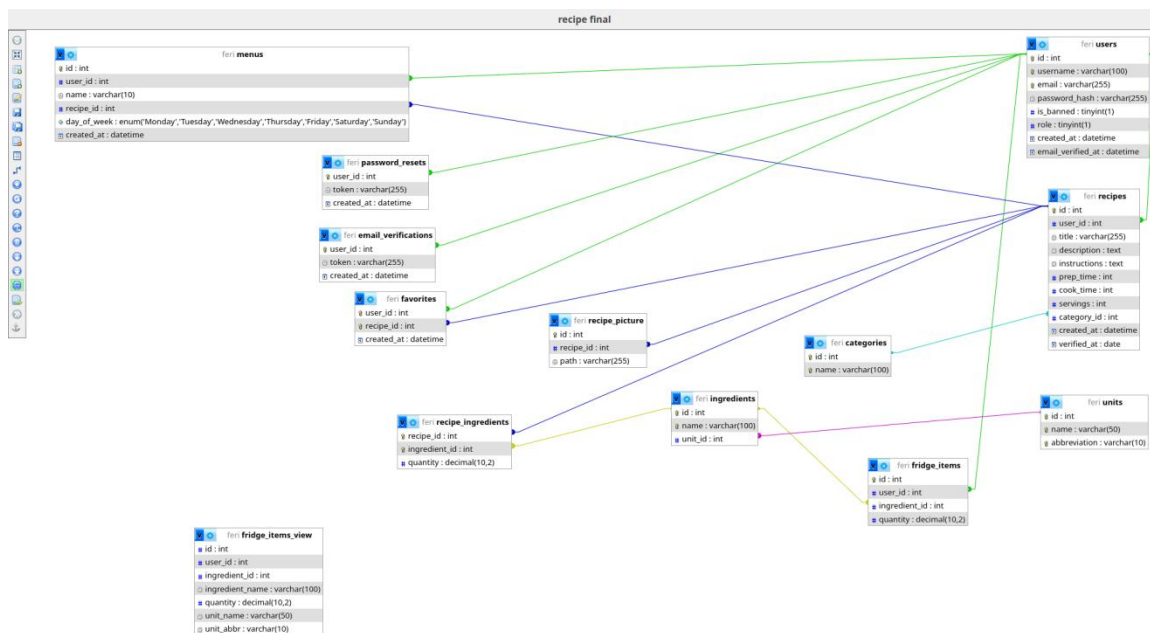 recipe final
feri menus
id : int
user_id : int
name : varchar(10)
recipe_id : int
day_of_week : enum('Monday','Tuesday','Wednesday','Thursday','Friday','Saturday','Sunday')
created_at : datetime
feri users
id : int
username : varchar(100)
email : varchar(255)
password_hash : varchar(255)
is_banned : tinyint(1)
role : tinyint(1)
created_at : datetime
email_verified_at : datetime
feri password_resets
user_id : int
token : varchar(255)
created_at : datetime
feri recipes
id : int
user_id : int
title : varchar(255)
description : text
instructions : text
prep_time : int
cook_time : int
servings : int
category_id : int
created_at : datetime
verified_at : date
feri email_verifications
user_id : int
token : varchar(255)
created_at : datetime
feri favorites
user_id : int
recipe_id : int
created_at : datetime
feri recipe_picture
id : int
recipe_id : int
path : varchar(255)
feri categories
id : int
name : varchar(100)
feri ingredients
id : int
name : varchar(100)
unit_id : int
feri units
id : int
name : varchar(50)
abbreviation : varchar(10)
feri recipe_ingredients
recipe_id : int
ingredient_id : int
quantity : decimal(10,2)
feri fridge_items
id : int
user_id : int
ingredient_id : int
quantity : decimal(10,2)
feri fridge_items_view
id : int
user_id : int
ingredient_id : int
ingredient_name : varchar(100)
quantity : decimal(10,2)
unit_name : varchar(50)
unit_abbr : varchar(10)